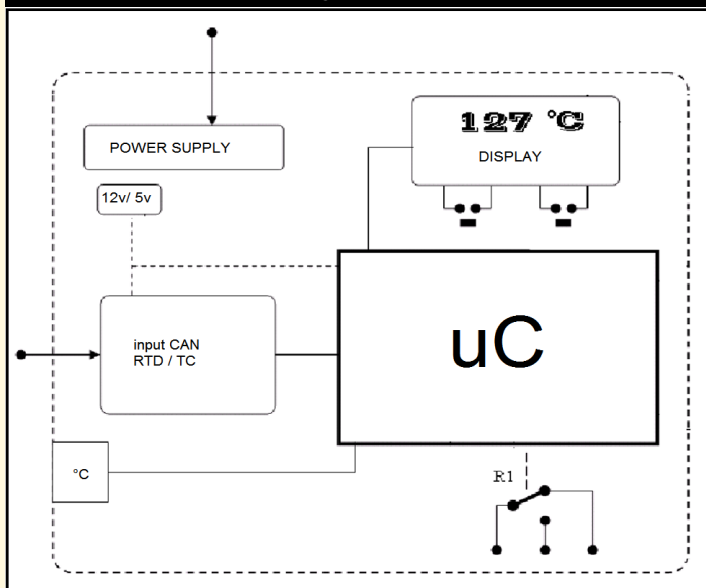 127 °C
POWER SUPPLY
DISPLAY
12v/ 5v
uC
input CAN
RTD / TC
°C
R1